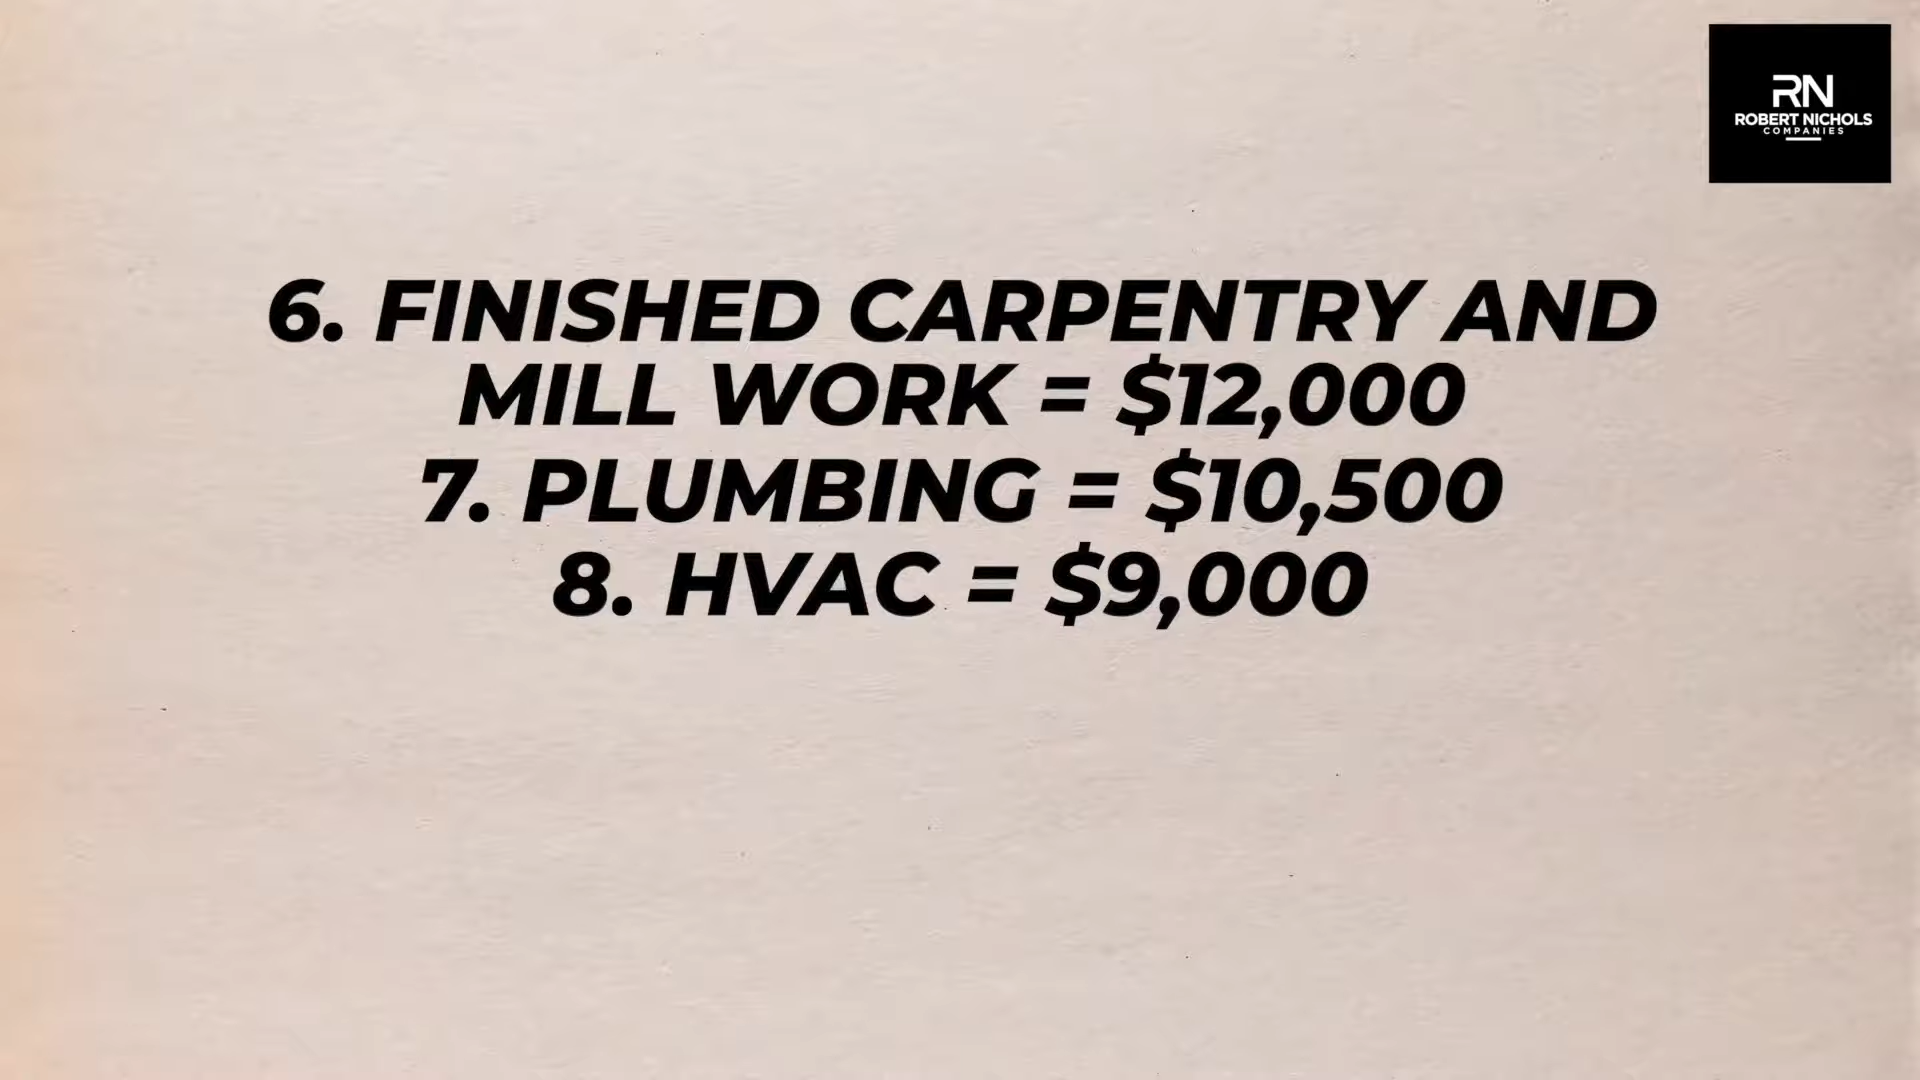 RN
ROBERT NICHOLS
COMPANIES
6. FINISHED CARPENTRY AND
MILL WORK = $12,000
7. PLUMBING = $10,500
8. HVAC = $9,000